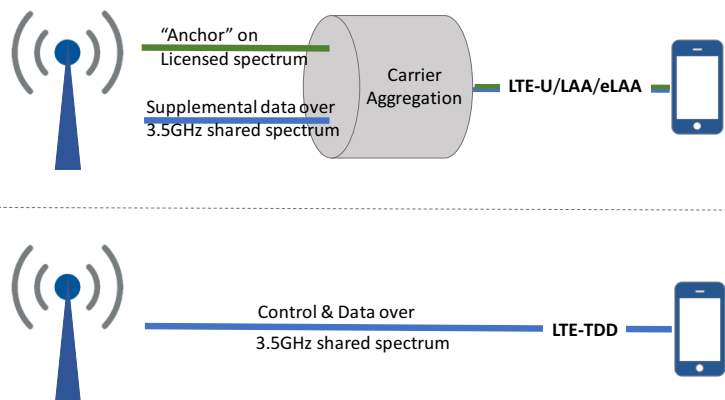 “Anchor” on
Licensed spectrum
Carrier
Aggregation
LTE-U/LAA/eLAA
Supplemental data over
3.5GHz shared spectrum
Control & Data over
3.5GHz shared spectrum
LTE-TDD